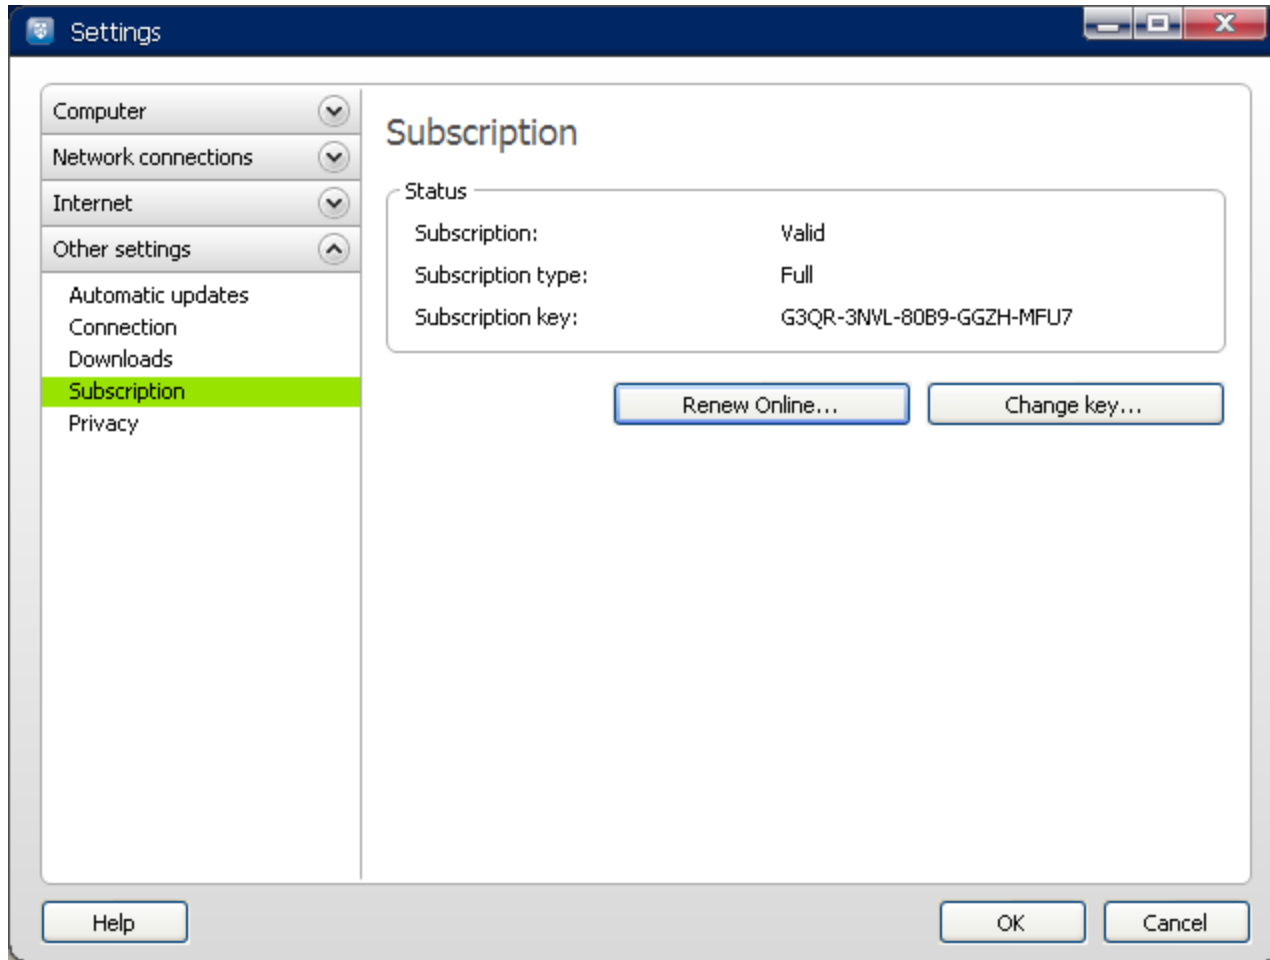 Settings
Computer
Network connections
Internet
Other settings
Automatic updates
Connection
Downloads
Subscription
Privacy
Subscription
Status
Subscription: Valid
Subscription type: Full
Subscription key: G3QR-3NVL-80B9-GGZH-MFU7
Renew Online... Change key...
Help OK Cancel